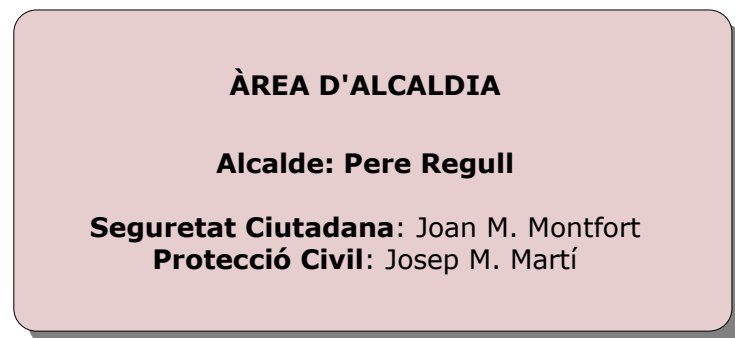 ÀREA D'ALCALDIA
Alcalde: Pere Regull
Seguretat Ciutadana: Joan M. Montfort
Protecció Civil: Josep M. Martí